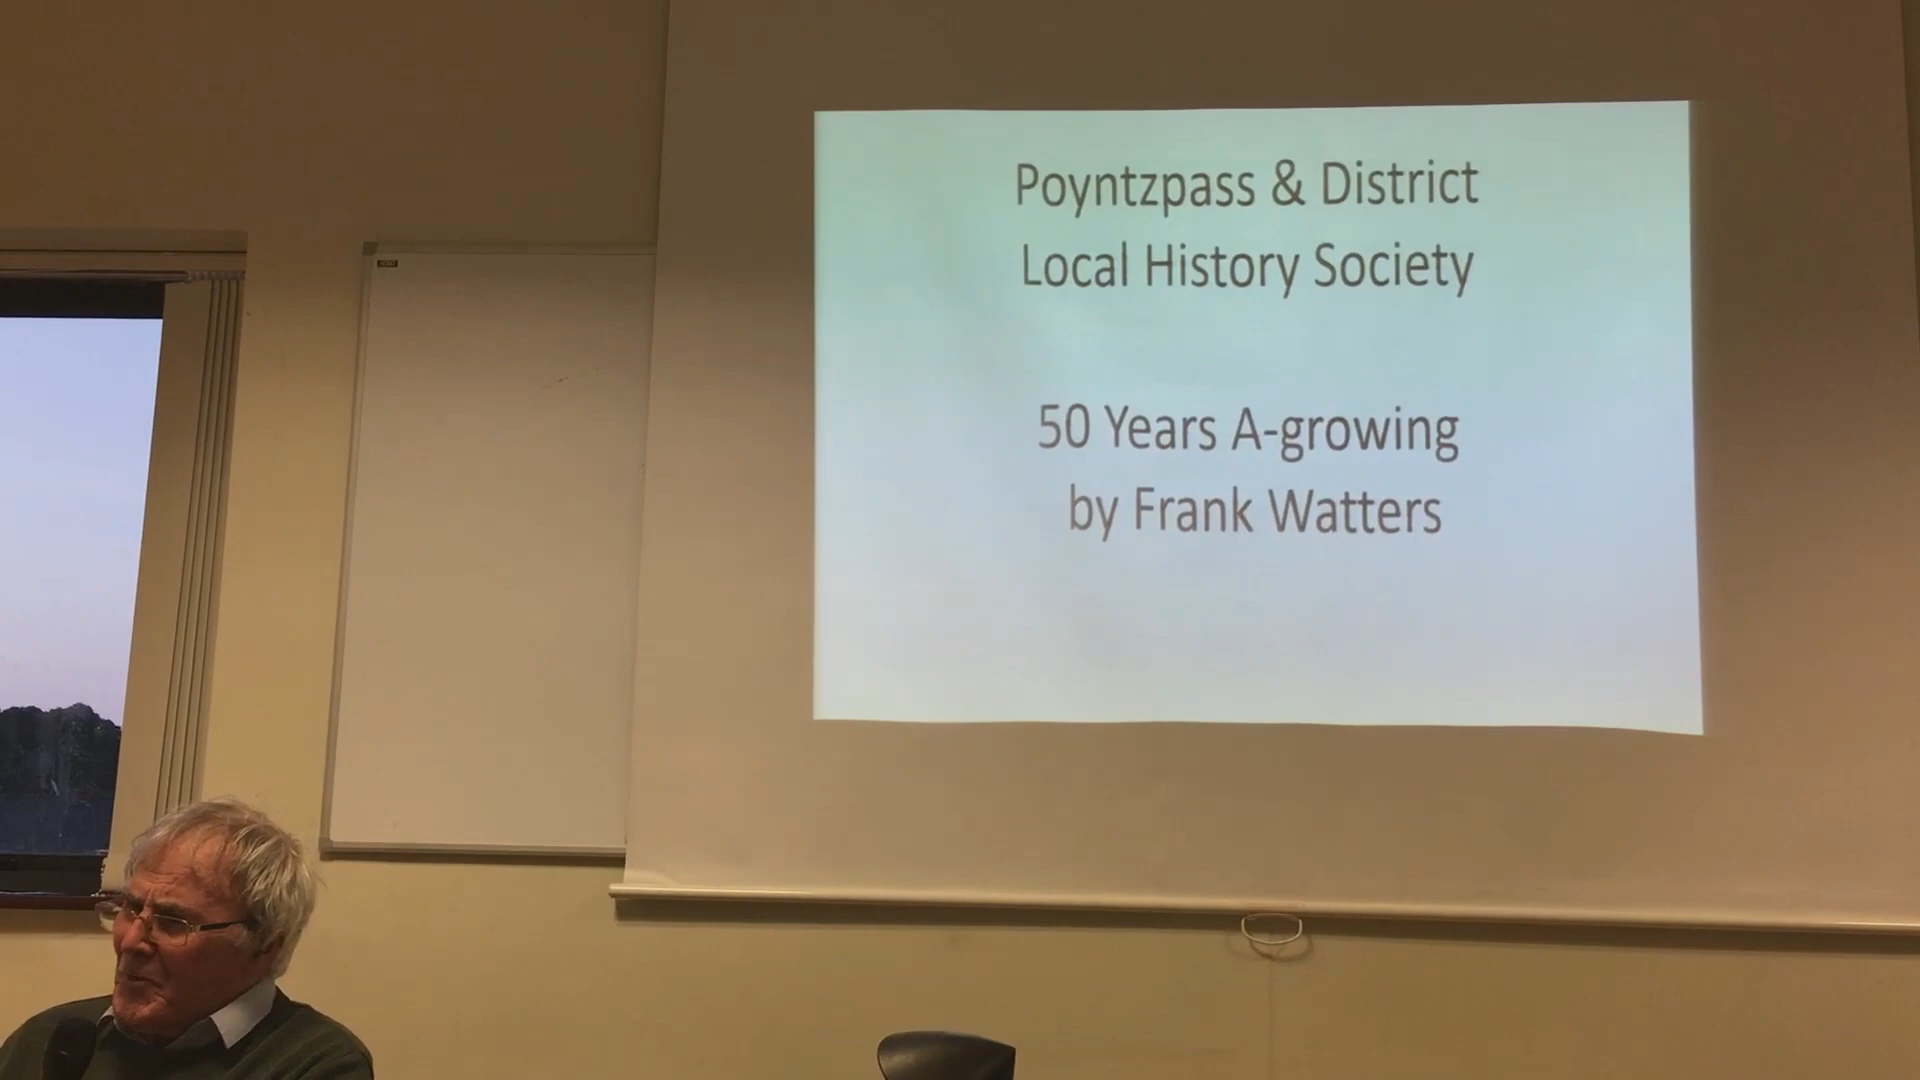 Poyntzpass & District
Local History Society
50 Years A-growing
by Frank Watters